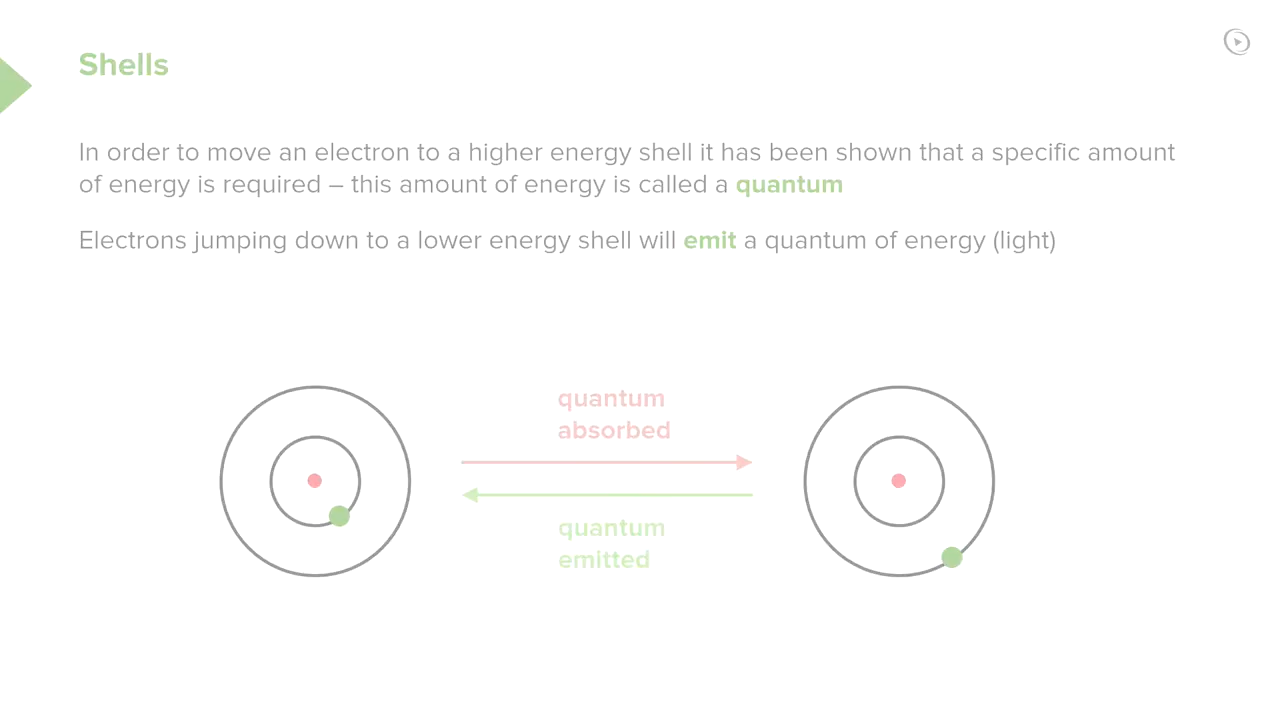 Shells
In order to move an electron to a higher energy shell it has been shown that a specific amount
of energy is required – this amount of energy is called a quantum
Electrons jumping down to a lower energy shell will emit a quantum of energy (light)
quantum
absorbed
quantum
emitted